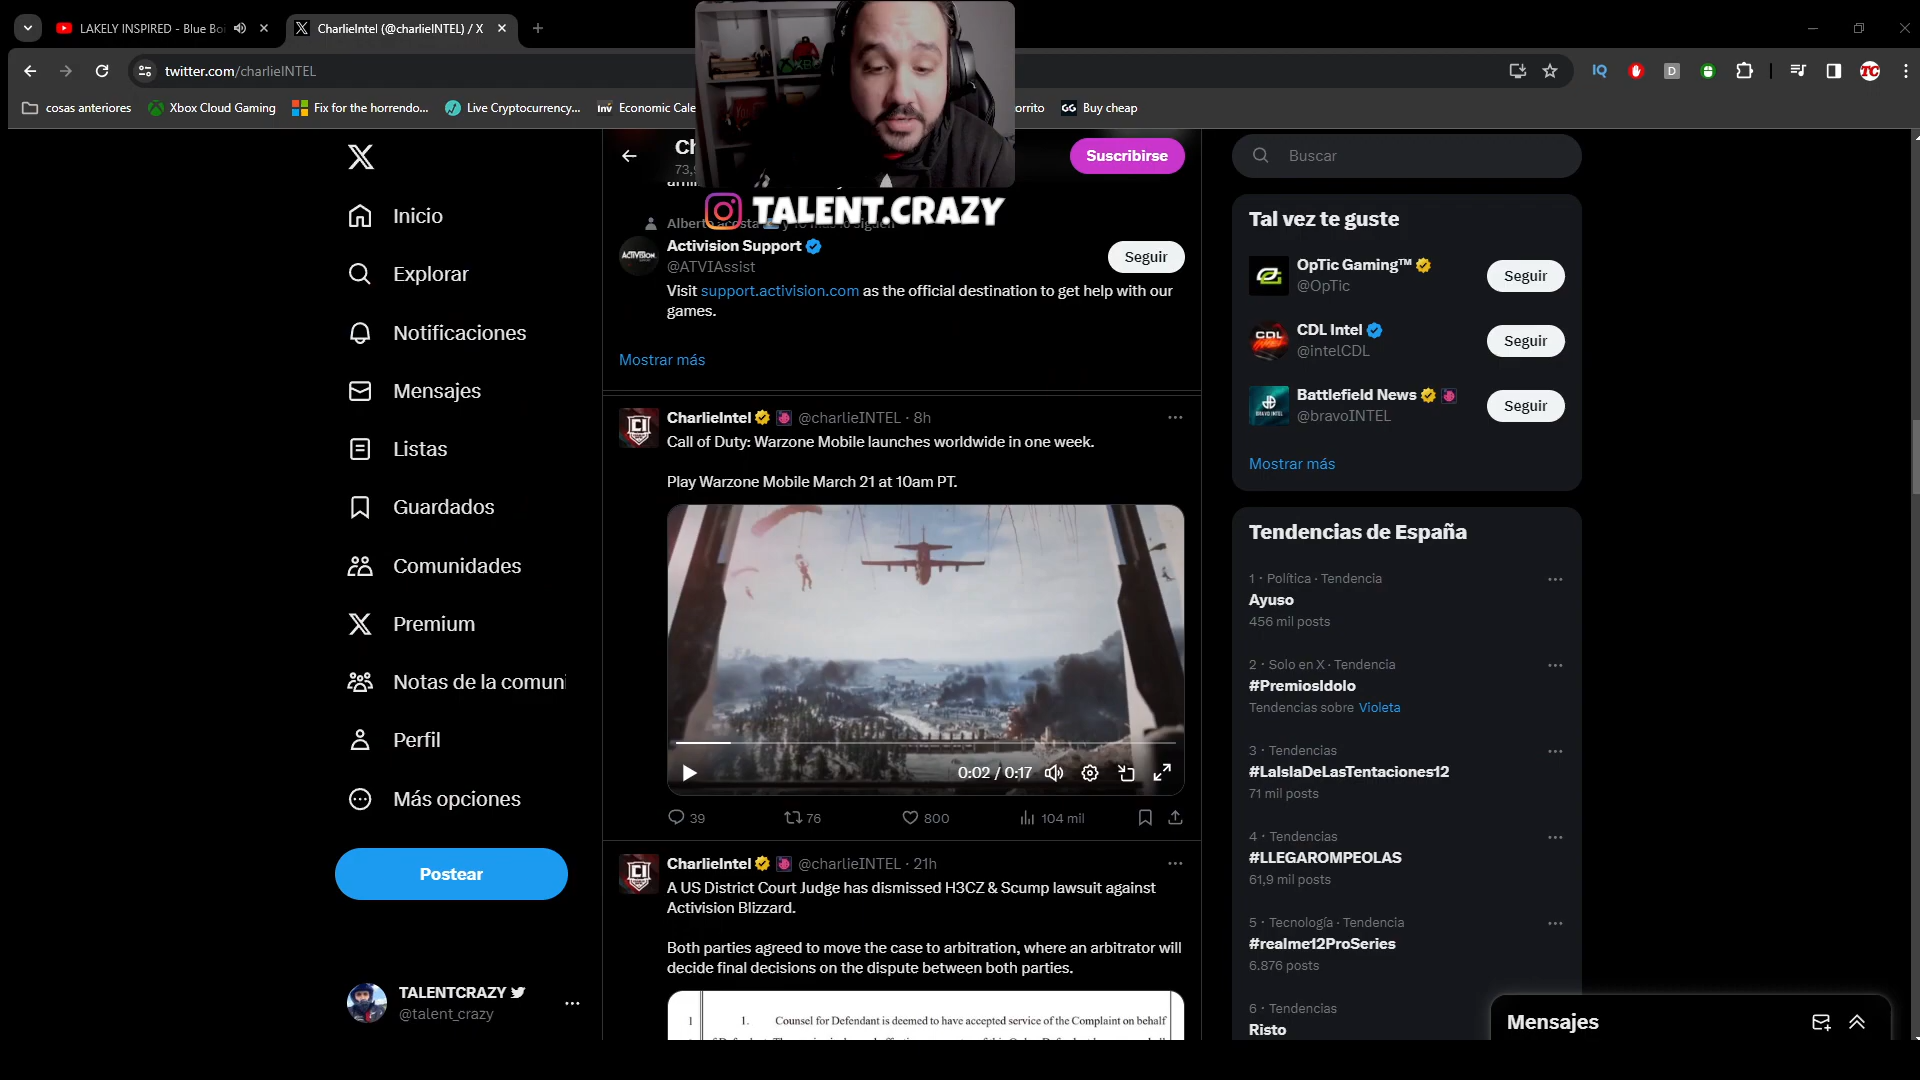 LAKELY INSPIRED - Blue Boi
CharlieIntel (@charlieINTEL) / X
twitter.com/charlieINTEL
cosas anteriores
Xbox Cloud Gaming
Fix for the horrendo...
Live Cryptocurrency...
Inv Economic Cale
orrito
GG Buy cheap
TALENT.CRAZY
Inicio
Explorar
Notificaciones
Mensajes
Listas
Guardados
Comunidades
Premium
Notas de la comuni
Perfil
Más opciones
Postear
TALENTCRAZY
@talent_crazy
Suscribirse
Activision Support
@ATVIAssist
Seguir
Visit support.activision.com as the official destination to get help with our
games.
Mostrar más
CharlieIntel @charlieINTEL · 8h
Call of Duty: Warzone Mobile launches worldwide in one week.
Play Warzone Mobile March 21 at 10am PT.
0:02 / 0:17
39
76
800
104 mil
CharlieIntel @charlieINTEL · 21h
A US District Court Judge has dismissed H3CZ & Scump lawsuit against
Activision Blizzard.
Both parties agreed to move the case to arbitration, where an arbitrator will
decide final decisions on the dispute between both parties.
1 1. Counsel for Defendant is deemed to have accepted service of the Complaint on behalf
Buscar
Tal vez te guste
OpTic Gaming™
@OpTic
Seguir
CDL Intel
@intelCDL
Seguir
Battlefield News
@bravoINTEL
Seguir
Mostrar más
Tendencias de España
1 · Política · Tendencia
Ayuso
456 mil posts
2 · Solo en X · Tendencia
#PremiosIdolo
Tendencias sobre Violeta
3 · Tendencias
#LaIslaDeLasTentaciones12
71 mil posts
4 · Tendencias
#LLEGAROMPEOLAS
61,9 mil posts
5 · Tecnología · Tendencia
#realme12ProSeries
6.876 posts
6 · Tendencias
Risto
Mensajes